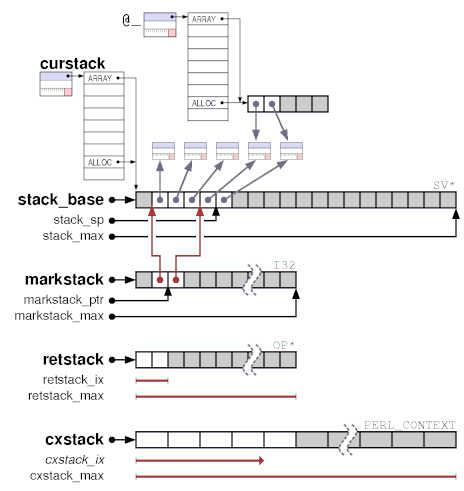 @_
ARRAY
curstack
ARRAY
ALLOC
ALLOC
SV*
stack_base
stack_sp
stack_max
I32
markstack
markstack_ptr
markstack_max
OP*
retstack
retstack_ix
retstack_max
PERL_CONTEXT
cxstack
cxstack_ix
cxstack_max